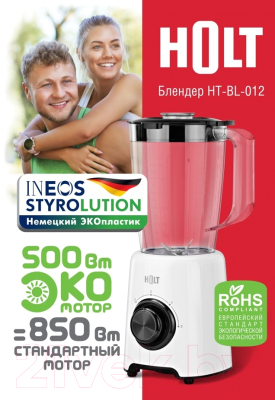 HOLT
Блендер HT-BL-012
INEOS
STYROLUTION
Немецкий ЭКОпластик
500 Вт
ЭКО
МОТОР
=850 Вт
СТАНДАРТНЫЙ
МОТОР
HOLT
RoHS
COMPLIANT
ЕВРОПЕЙСКИЙ
СТАНДАРТ
ЭКОЛОГИЧЕСКОЙ
БЕЗОПАСНОСТИ